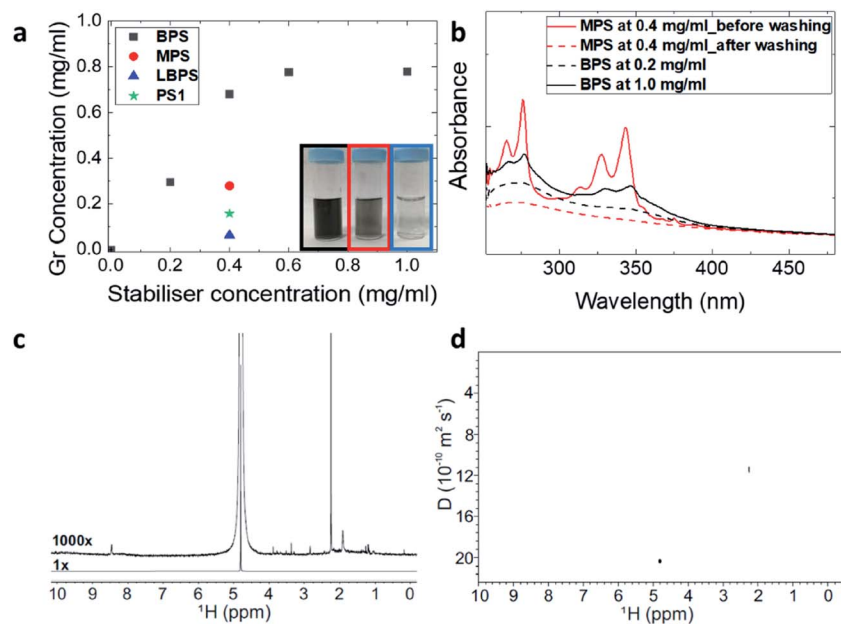 a
BPS
MPS
LBPS
PS1
Gr Concentration (mg/ml)
1.0
0.8
0.6
0.4
0.2
0.0
0.0 0.2 0.4 0.6 0.8 1.0
Stabiliser concentration (mg/ml)
b
MPS at 0.4 mg/ml_before washing
MPS at 0.4 mg/ml_after washing
BPS at 0.2 mg/ml
BPS at 1.0 mg/ml
Absorbance
300 350 400 450
Wavelength (nm)
c
1000x
1x
10 9 8 7 6 5 4 3 2 1 0
¹H (ppm)
d
D (10⁻¹⁰ m² s⁻¹)
4
8
12
16
20
10 9 8 7 6 5 4 3 2 1 0
¹H (ppm)